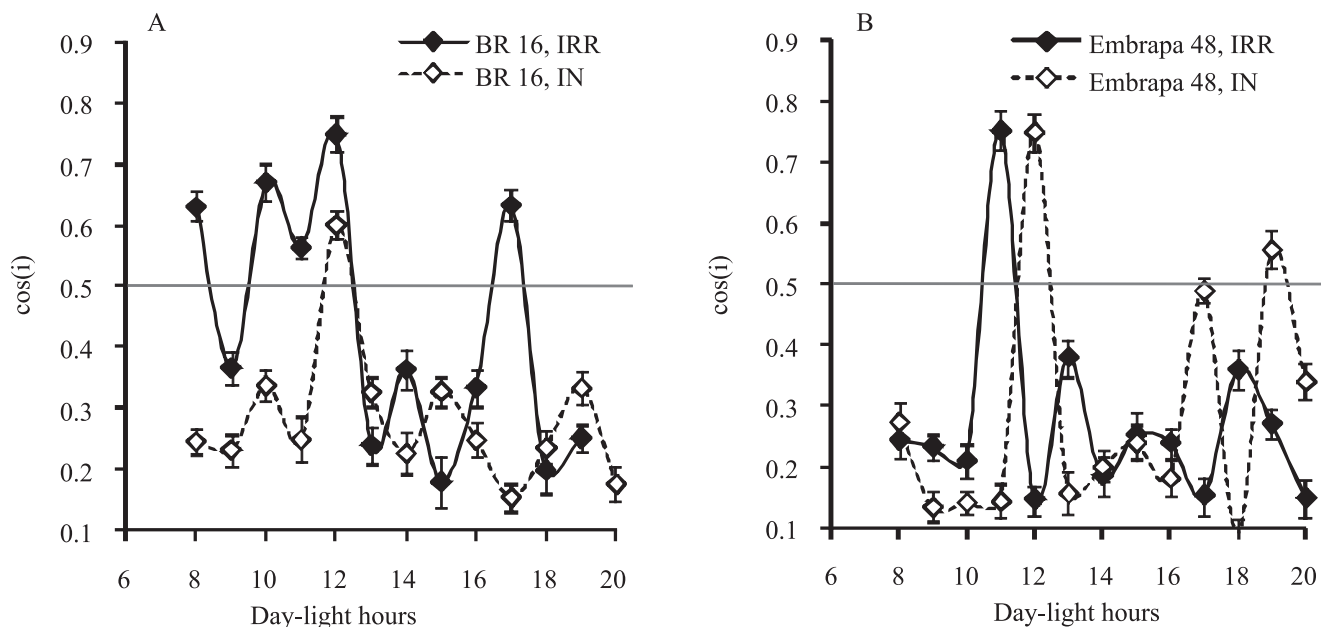 A
BR 16, IRR
BR 16, IN
0.9
0.8
0.7
0.6
0.5
0.4
0.3
0.2
0.1
cos(i)
6 8 10 12 14 16 18 20
Day-light hours
B
Embrapa 48, IRR
Embrapa 48, IN
0.9
0.8
0.7
0.6
0.5
0.4
0.3
0.2
0.1
cos(i)
6 8 10 12 14 16 18 20
Day-light hours